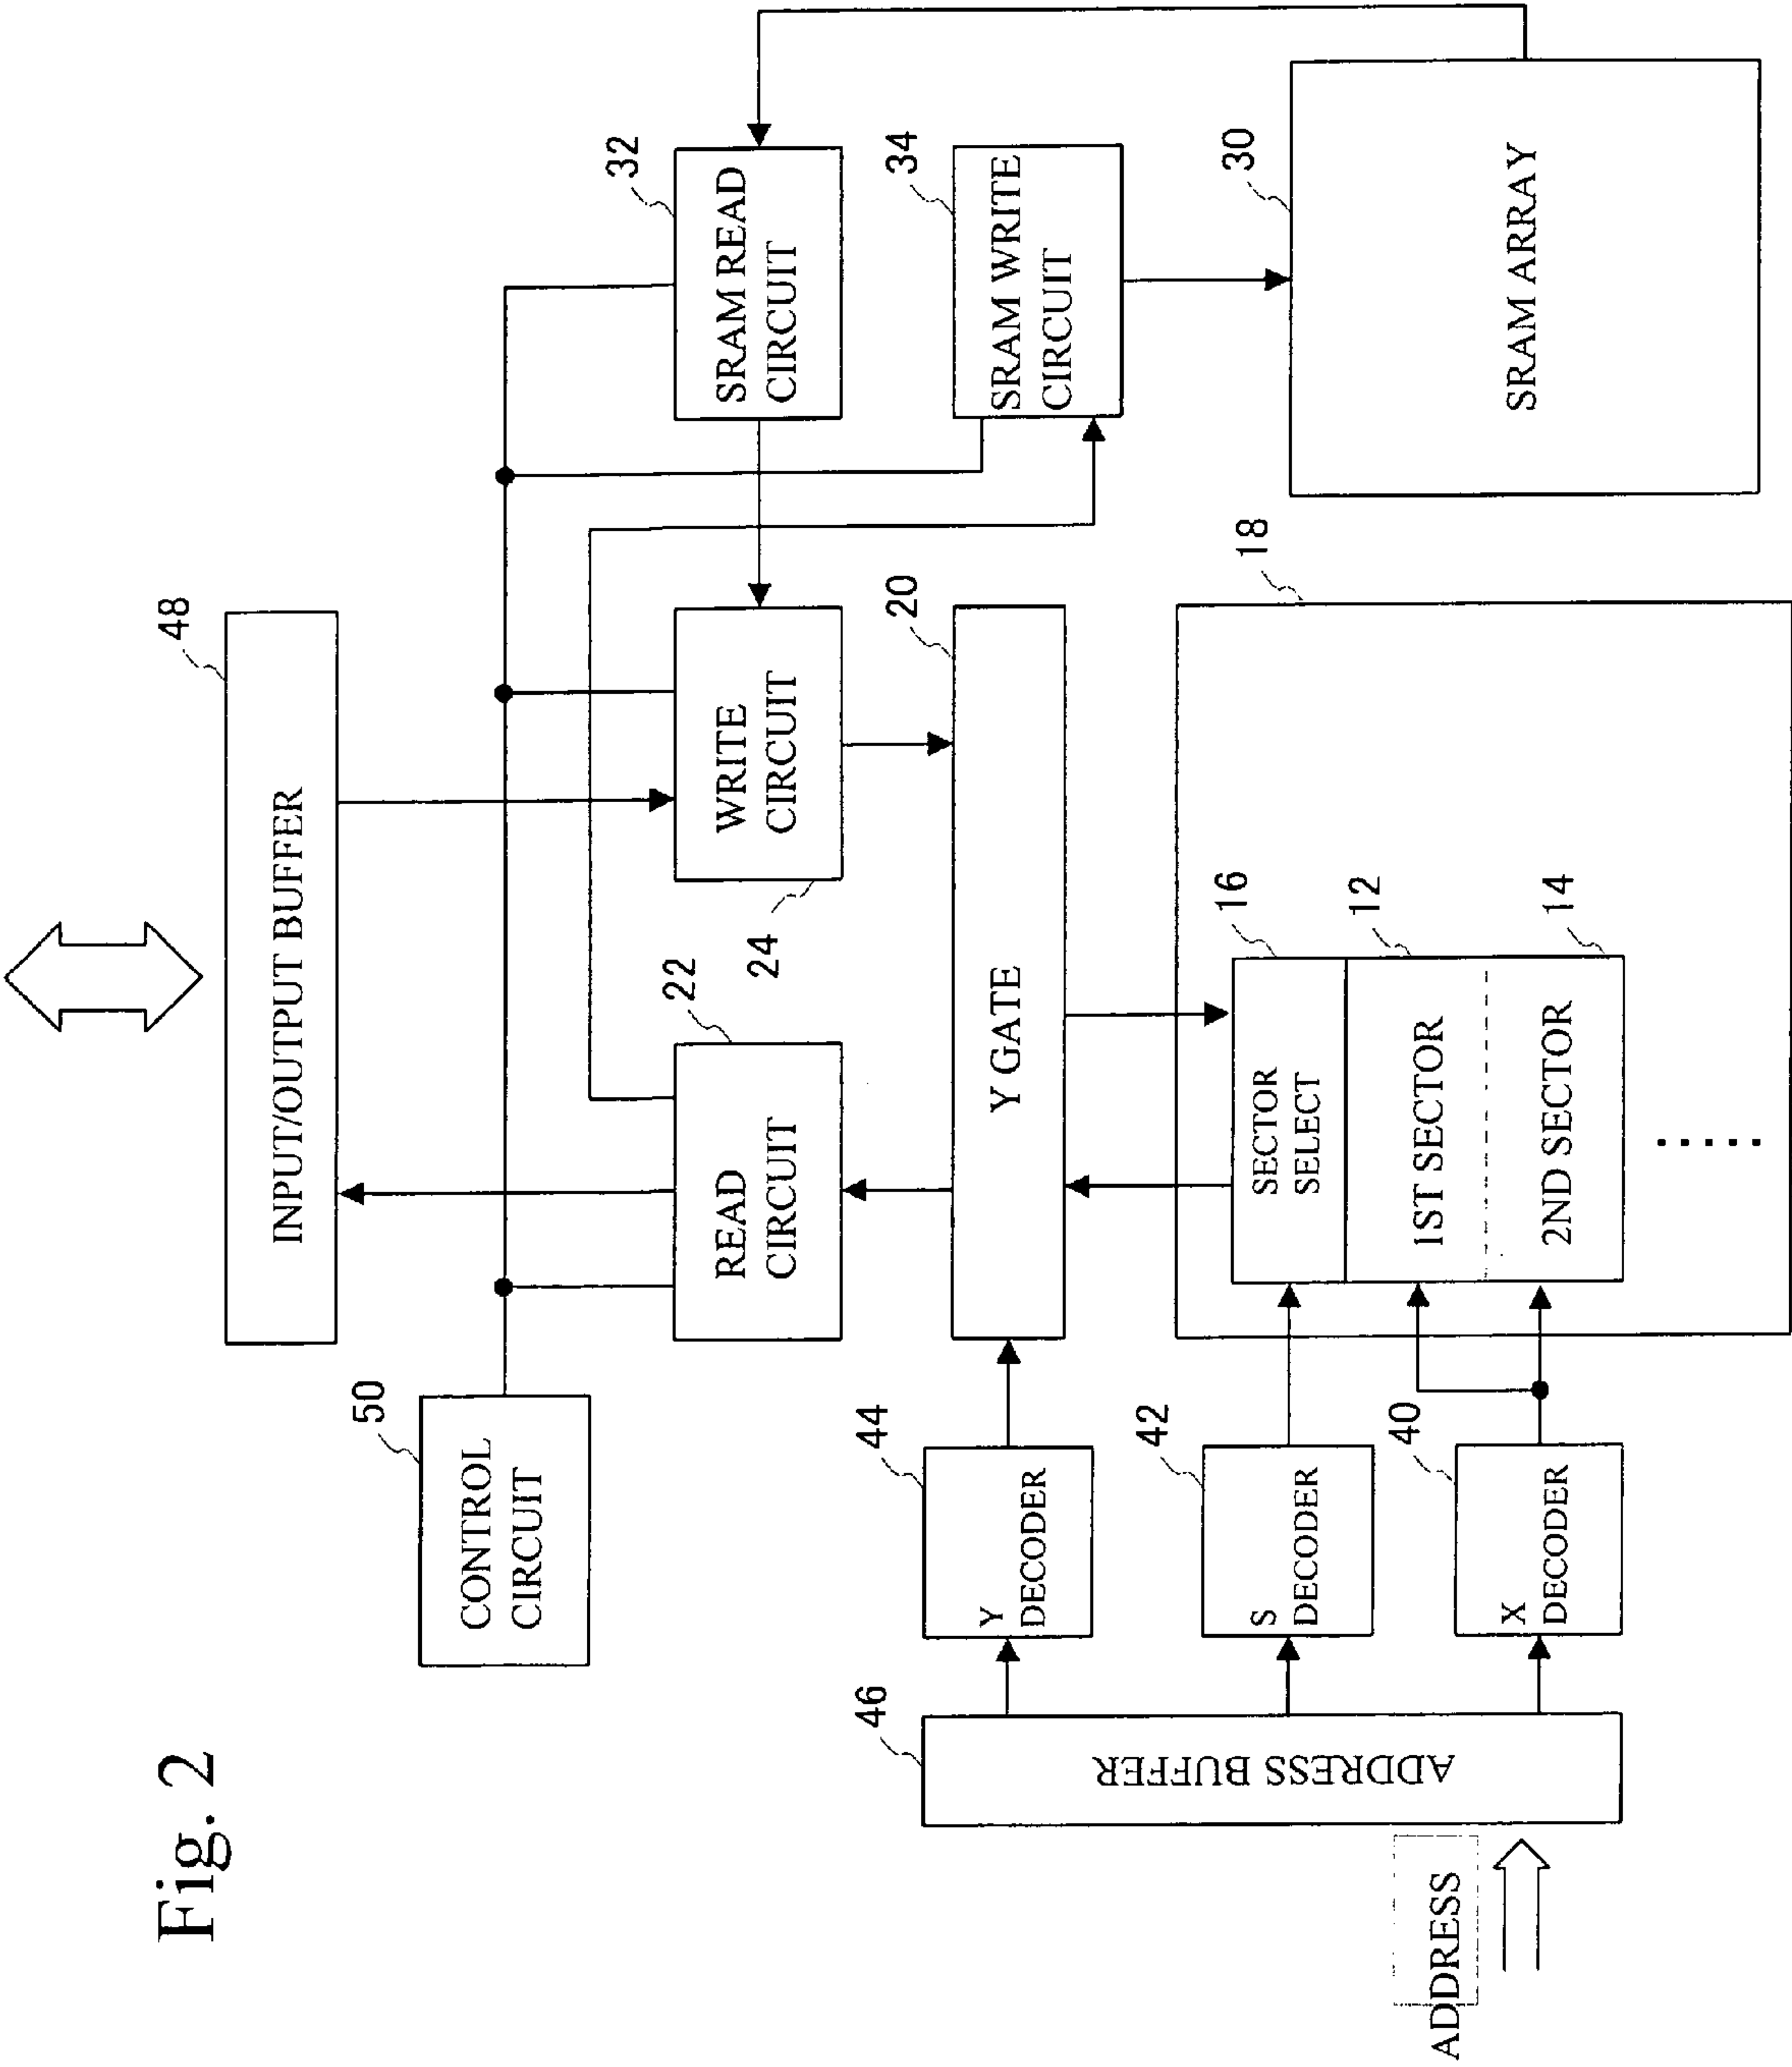 Fig. 2
48
INPUT/OUTPUT BUFFER
50
CONTROL
CIRCUIT
22
READ
CIRCUIT
24
WRITE
CIRCUIT
32
SRAM READ
CIRCUIT
34
SRAM WRITE
CIRCUIT
44
Y
DECODER
20
Y GATE
30
SRAM ARRAY
18
46
ADDRESS BUFFER
42
S
DECODER
16
SECTOR
SELECT
12
1ST SECTOR
40
X
DECODER
14
2ND SECTOR
.....
ADDRESS